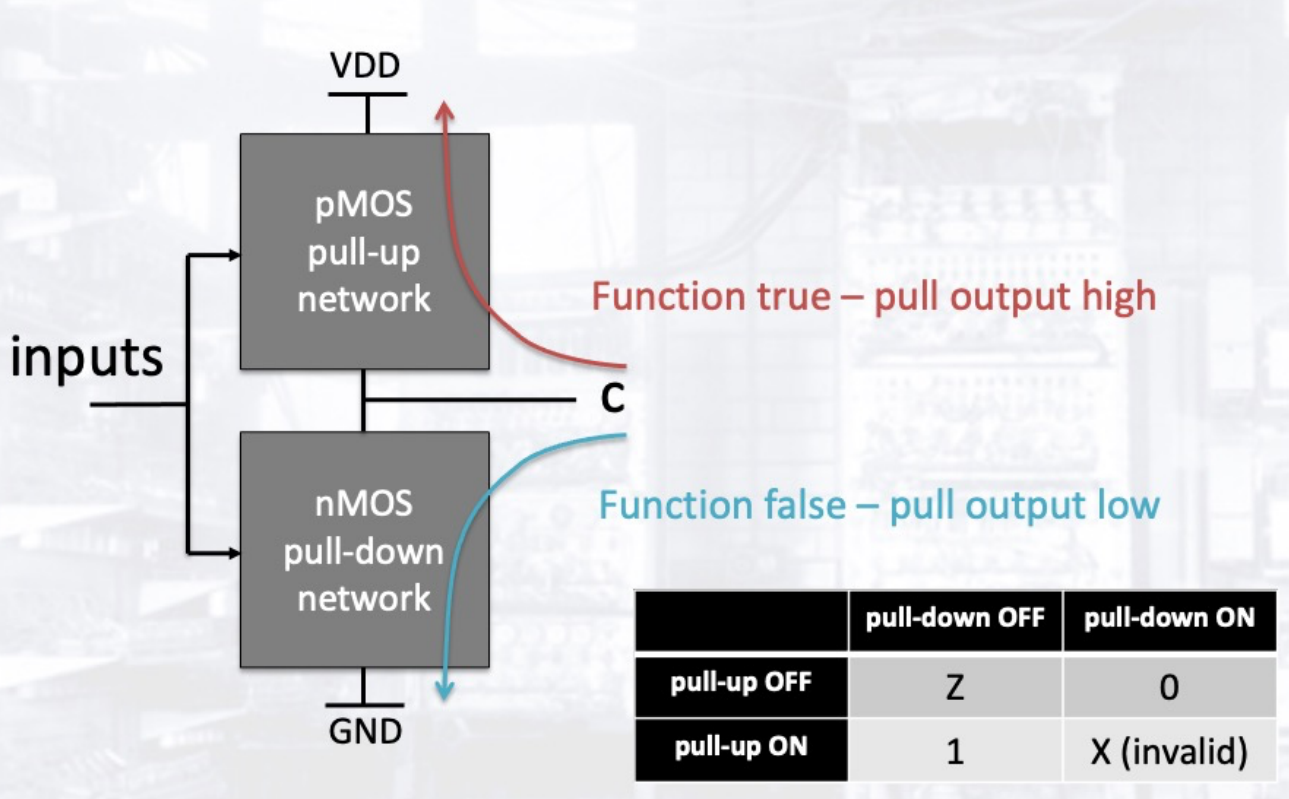 VDD
pMOS
pull-up
network
Function true – pull output high
inputs
C
nMOS
pull-down
network
Function false – pull output low
GND
pull-down OFF pull-down ON
pull-up OFF Z 0
pull-up ON 1 X (invalid)